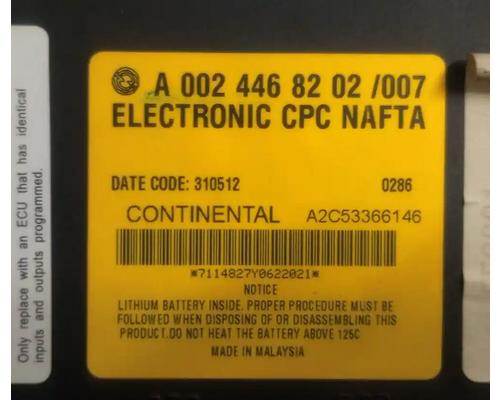 A 002 446 82 02 /007
ELECTRONIC CPC NAFTA
DATE CODE: 310512 0286
CONTINENTAL A2C53366146
*7114827Y0622021*
NOTICE
LITHIUM BATTERY INSIDE. PROPER PROCEDURE MUST BE
FOLLOWED WHEN DISPOSING OF OR DISASSEMBLING THIS
PRODUCT.DO NOT HEAT THE BATTERY ABOVE 125C
MADE IN MALAYSIA
Only replace with an ECU that has identical
inputs and outputs programmed.